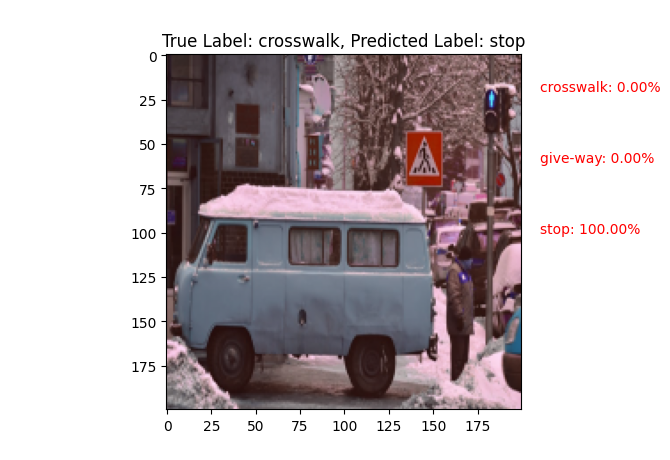 True Label: crosswalk, Predicted Label: stop
0
25
50
75
100
125
150
175
0 25 50 75 100 125 150 175
crosswalk: 0.00%
give-way: 0.00%
stop: 100.00%